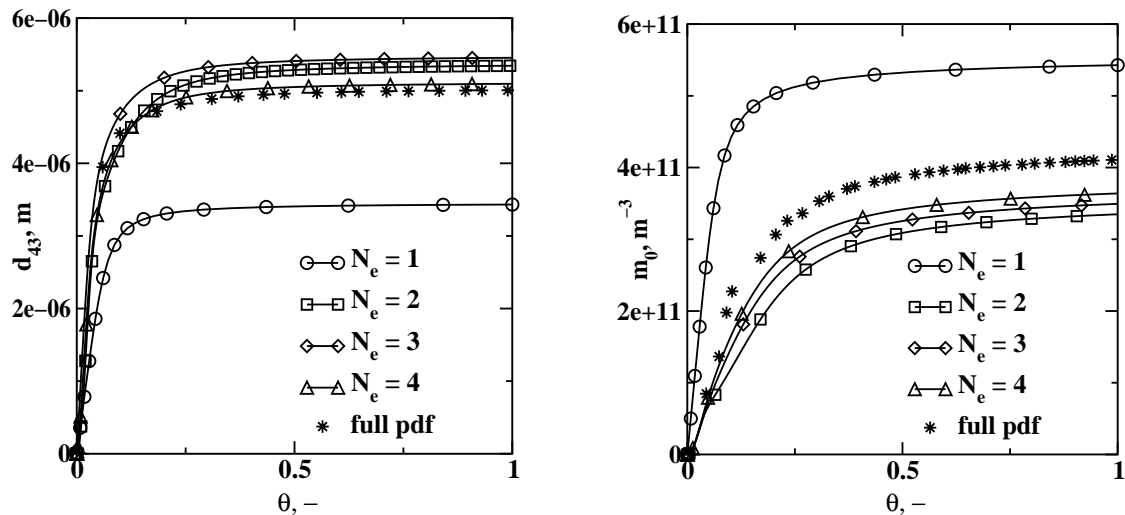 6e−06
4e−06
2e−06
0
d₄₃, m
0
0.5
1
θ, −
Nₑ = 1
Nₑ = 2
Nₑ = 3
Nₑ = 4
full pdf
6e+11
4e+11
2e+11
0
m₀, m⁻³
0
0.5
1
θ, −
Nₑ = 1
Nₑ = 2
Nₑ = 3
Nₑ = 4
full pdf